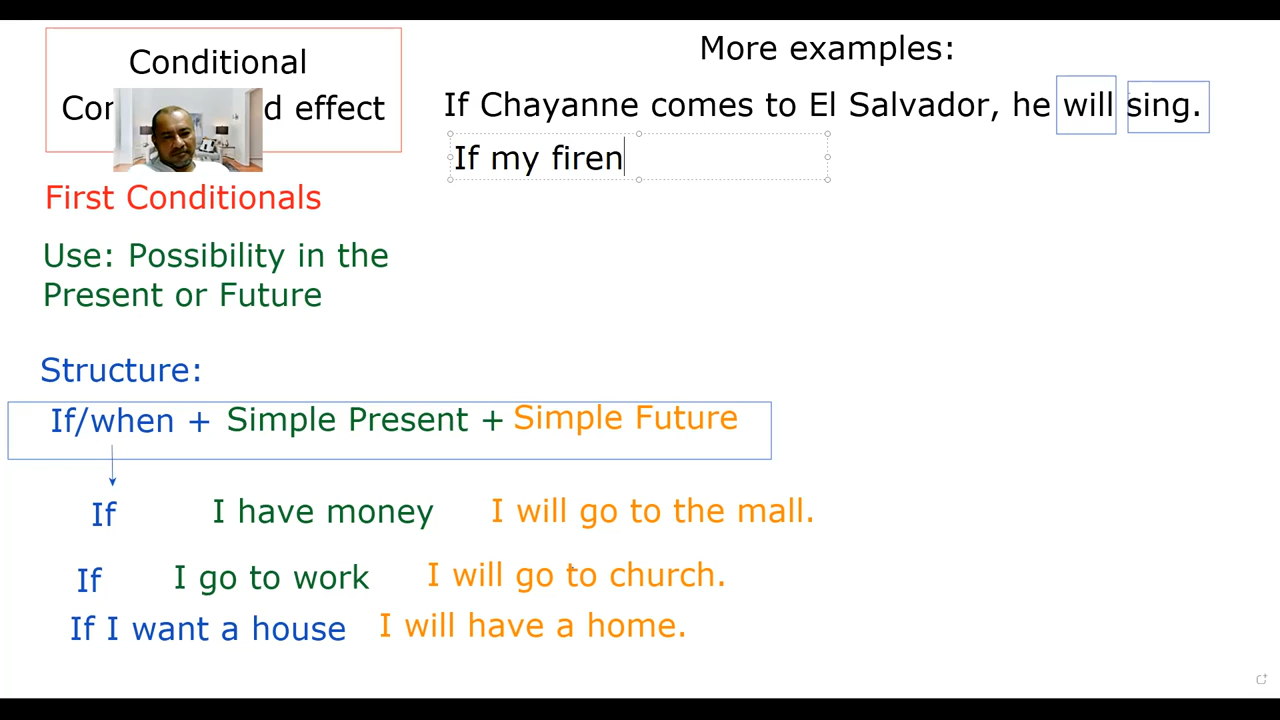 Conditional
Con d effect
First Conditionals
Use: Possibility in the
Present or Future
Structure:
If/when + Simple Present + Simple Future
If I have money I will go to the mall.
If I go to work I will go to church.
If I want a house I will have a home.
More examples:
If Chayanne comes to El Salvador, he will sing.
If my firen